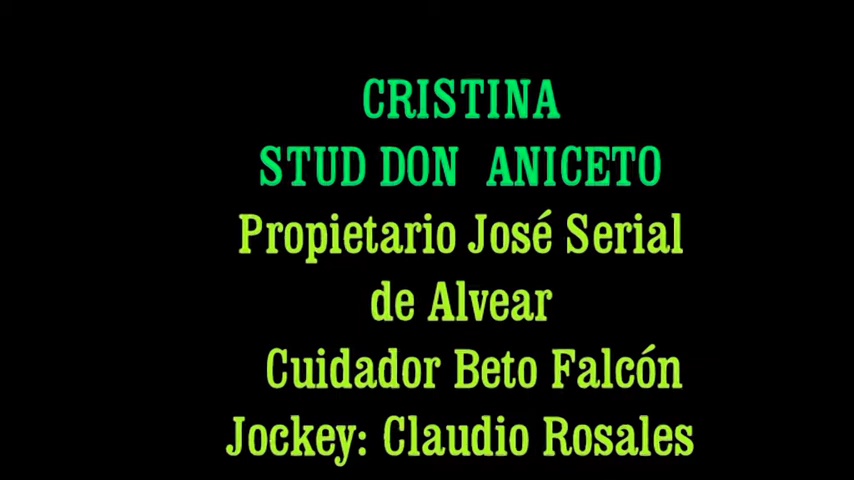 CRISTINA
STUD DON ANICETO
Propietario José Serial
de Alvear
Cuidador Beto Falcón
Jockey: Claudio Rosales